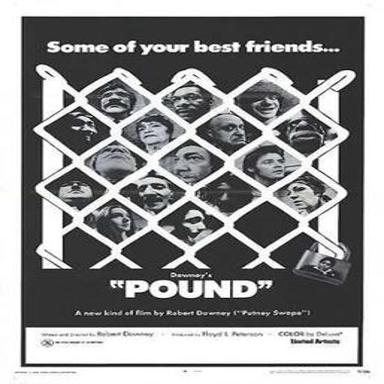 Some of your best friends...
Downey's
"POUND"
A new kind of film by Robert Downey ("Putney Swope")
Written and Directed by Robert Downey · Produced by Floyd L. Peterson · COLOR by DeLuxe®
United Artists